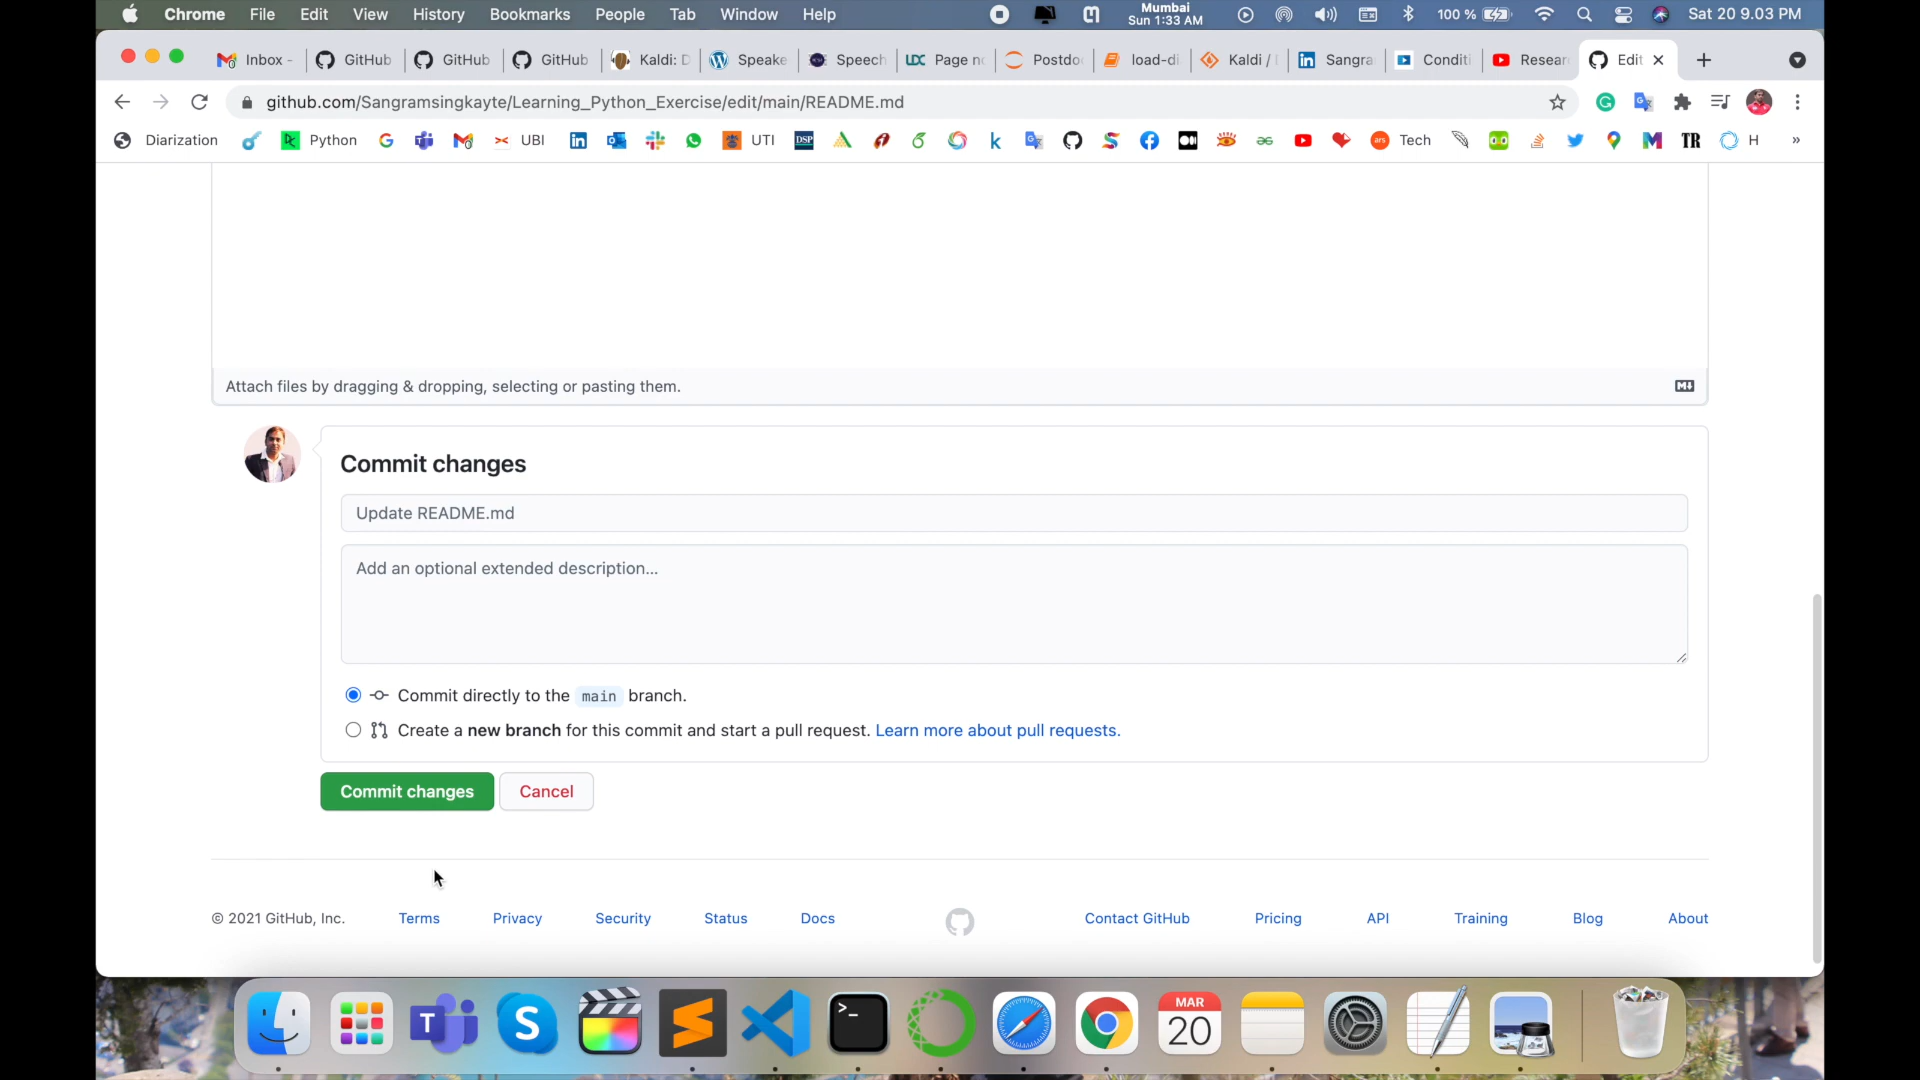 Chrome File Edit View History Bookmarks People Tab Window Help
Mumbai
Sun 1:33 AM
100 %
Sat 20 9.03 PM
Inbox - GitHub GitHub GitHub Kaldi: D Speake Speech Page no Postdo load-di Kaldi / Sangra Conditi Resear Edit
github.com/Sangramsingkayte/Learning_Python_Exercise/edit/main/README.md
Diarization Python UBI UTI DSP Tech TR H »
Attach files by dragging & dropping, selecting or pasting them.
Commit changes
Update README.md
Add an optional extended description...
Commit directly to the main branch.
Create a new branch for this commit and start a pull request. Learn more about pull requests.
Commit changes Cancel
© 2021 GitHub, Inc. Terms Privacy Security Status Docs Contact GitHub Pricing API Training Blog About
MAR
20